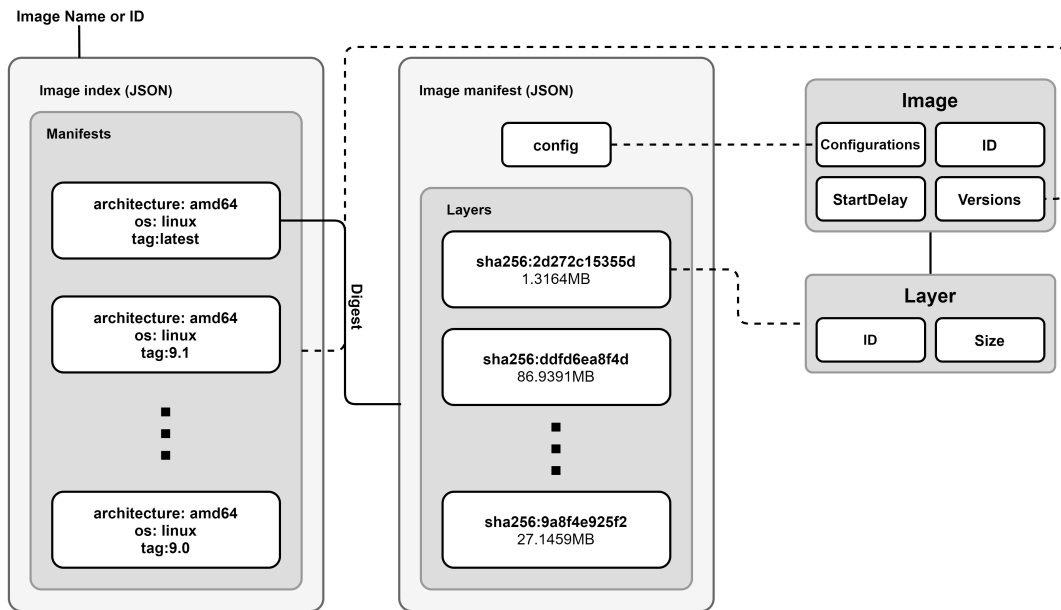 Image Name or ID
Image index (JSON)
Manifests
architecture: amd64
os: linux
tag:latest
architecture: amd64
os: linux
tag:9.1
architecture: amd64
os: linux
tag:9.0
Digest
Image manifest (JSON)
config
Layers
sha256:2d272c15355d
1.3164MB
sha256:ddfd6ea8f4d
86.9391MB
sha256:9a8f4e925f2
27.1459MB
Image
Configurations
ID
StartDelay
Versions
Layer
ID
Size